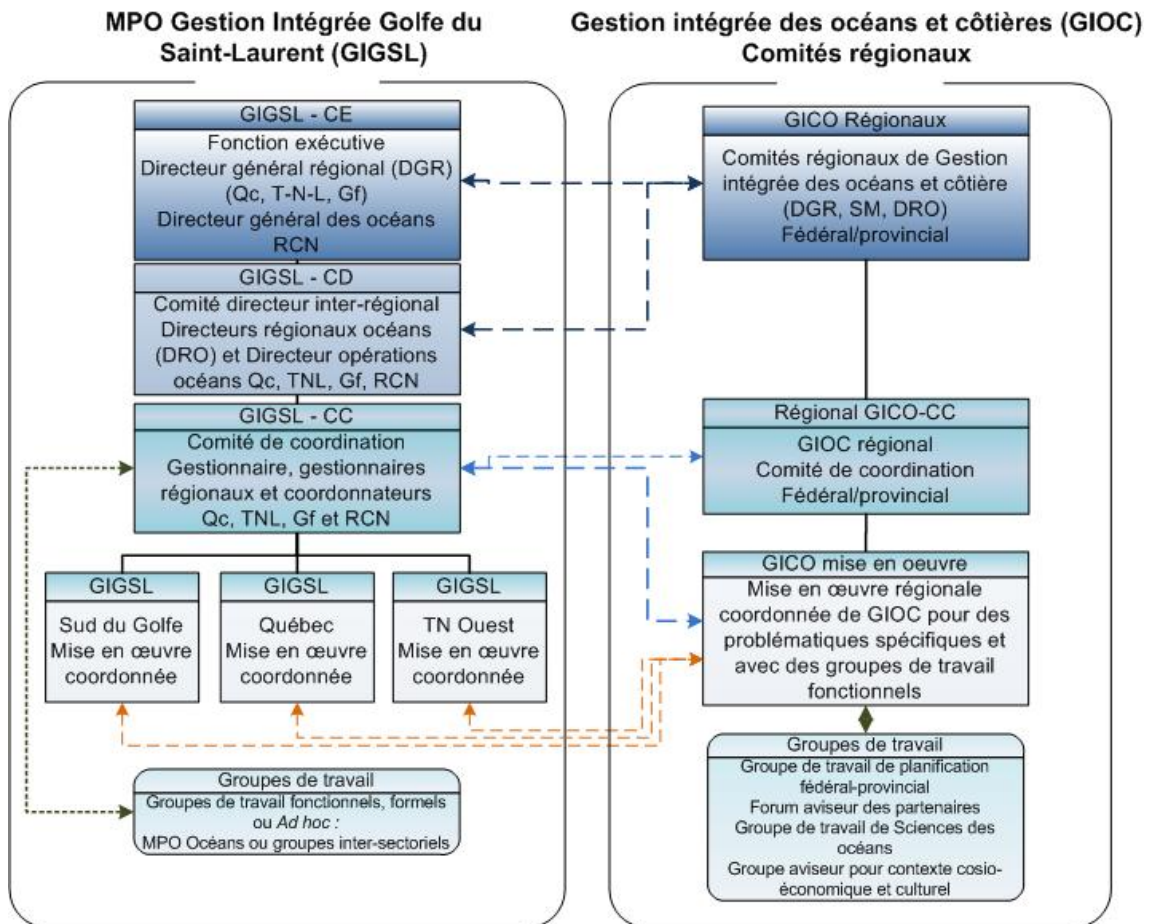 MPO Gestion Intégrée Golfe du
Saint-Laurent (GIGSL)
GIGSL - CE
Fonction exécutive
Directeur général régional (DGR)
(Qc, T-N-L, Gf)
Directeur général des océans
RCN
GIGSL - CD
Comité directeur inter-régional
Directeurs régionaux océans
(DRO) et Directeur opérations
océans Qc, TNL, Gf, RCN
GIGSL - CC
Comité de coordination
Gestionnaire, gestionnaires
régionaux et coordonnateurs
Qc, TNL, Gf et RCN
GIGSL
Sud du Golfe
Mise en œuvre
coordonnée
GIGSL
Québec
Mise en œuvre
coordonnée
GIGSL
TN Ouest
Mise en œuvre
coordonnée
Groupes de travail
Groupes de travail fonctionnels, formels
ou Ad hoc :
MPO Océans ou groupes inter-sectoriels
Gestion intégrée des océans et côtières (GIOC)
Comités régionaux
GICO Régionaux
Comités régionaux de Gestion
intégrée des océans et côtière
(DGR, SM, DRO)
Fédéral/provincial
Régional GICO-CC
GIOC régional
Comité de coordination
Fédéral/provincial
GICO mise en oeuvre
Mise en œuvre régionale
coordonnée de GIOC pour des
problématiques spécifiques et
avec des groupes de travail
fonctionnels
Groupes de travail
Groupe de travail de planification
fédéral-provincial
Forum aviseur des partenaires
Groupe de travail de Sciences des
océans
Groupe aviseur pour contexte cosio-
économique et culturel